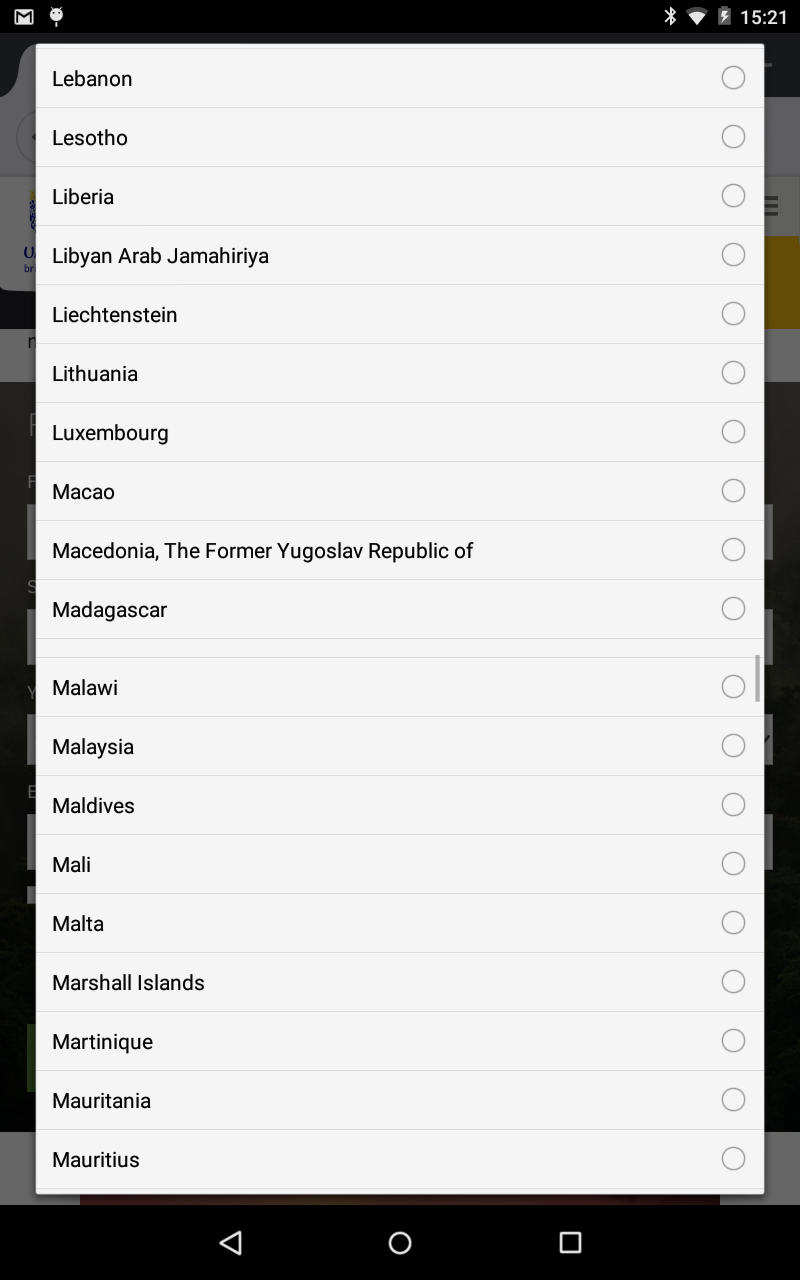 15:21
Lebanon
Lesotho
Liberia
Libyan Arab Jamahiriya
Liechtenstein
Lithuania
Luxembourg
Macao
Macedonia, The Former Yugoslav Republic of
Madagascar
Malawi
Malaysia
Maldives
Mali
Malta
Marshall Islands
Martinique
Mauritania
Mauritius